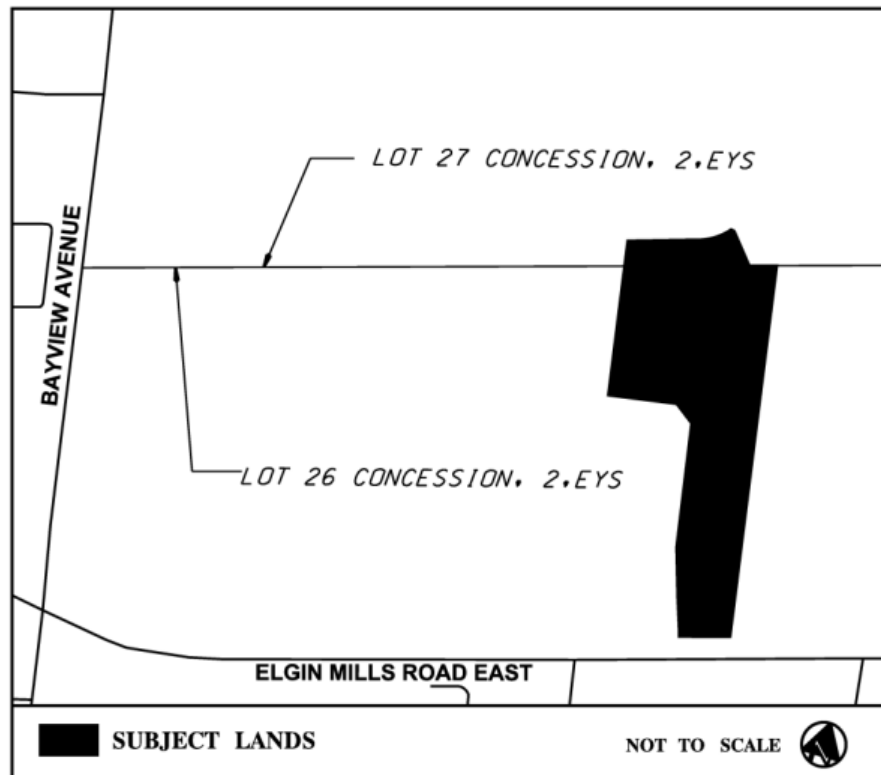 LOT 27 CONCESSION. 2.EYS
BAYVIEW AVENUE
LOT 26 CONCESSION. 2.EYS
ELGIN MILLS ROAD EAST
SUBJECT LANDS
NOT TO SCALE